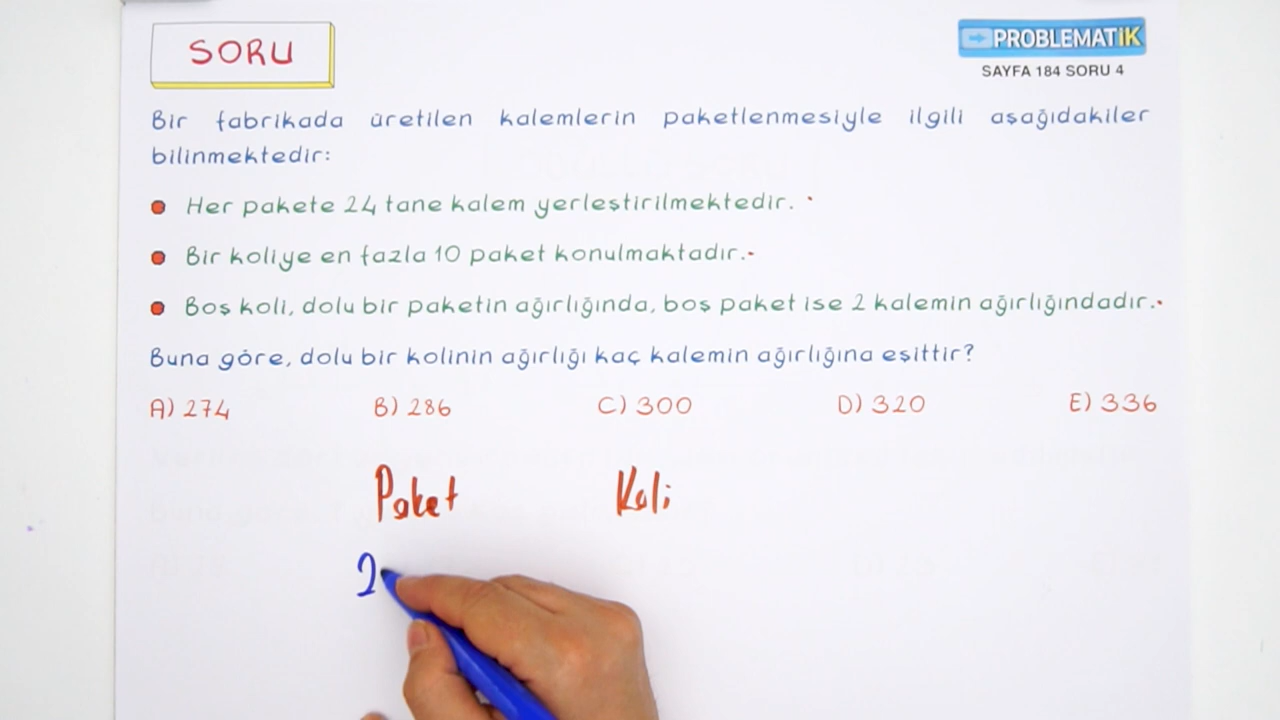 SORU
PROBLEMATİK
SAYFA 184 SORU 4
Bir fabrikada üretilen kalemlerin paketlenmesiyle ilgili aşağıdakiler
bilinmektedir:
Her pakete 24 tane kalem yerleştirilmektedir.
Bir koliye en fazla 10 paket konulmaktadır.
Boş koli, dolu bir paketin ağırlığında, boş paket ise 2 kalemin ağırlığındadır.
Buna göre, dolu bir kolinin ağırlığı kaç kalemin ağırlığına eşittir?
A) 274 B) 286 C) 300 D) 320 E) 336
Paket Koli
2